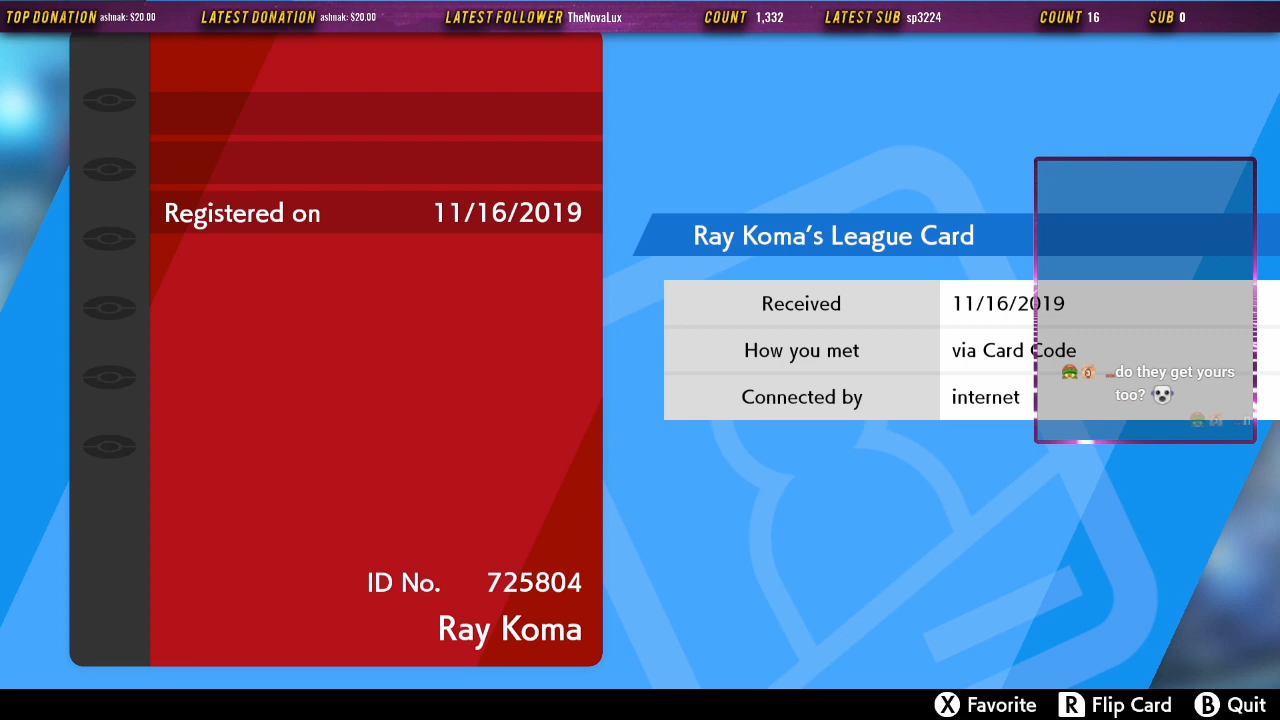 TOP DONATION ashnak: $20.00 LATEST DONATION ashnak: $20.00 LATEST FOLLOWER TheNovaLux COUNT 1,332 LATEST SUB sp3224 COUNT 16 SUB 0
Registered on 11/16/2019
ID No. 725804
Ray Koma
Ray Koma's League Card
Received 11/16/2019
How you met via Card Code
Connected by internet
...do they get yours
too?
X Favorite R Flip Card B Quit